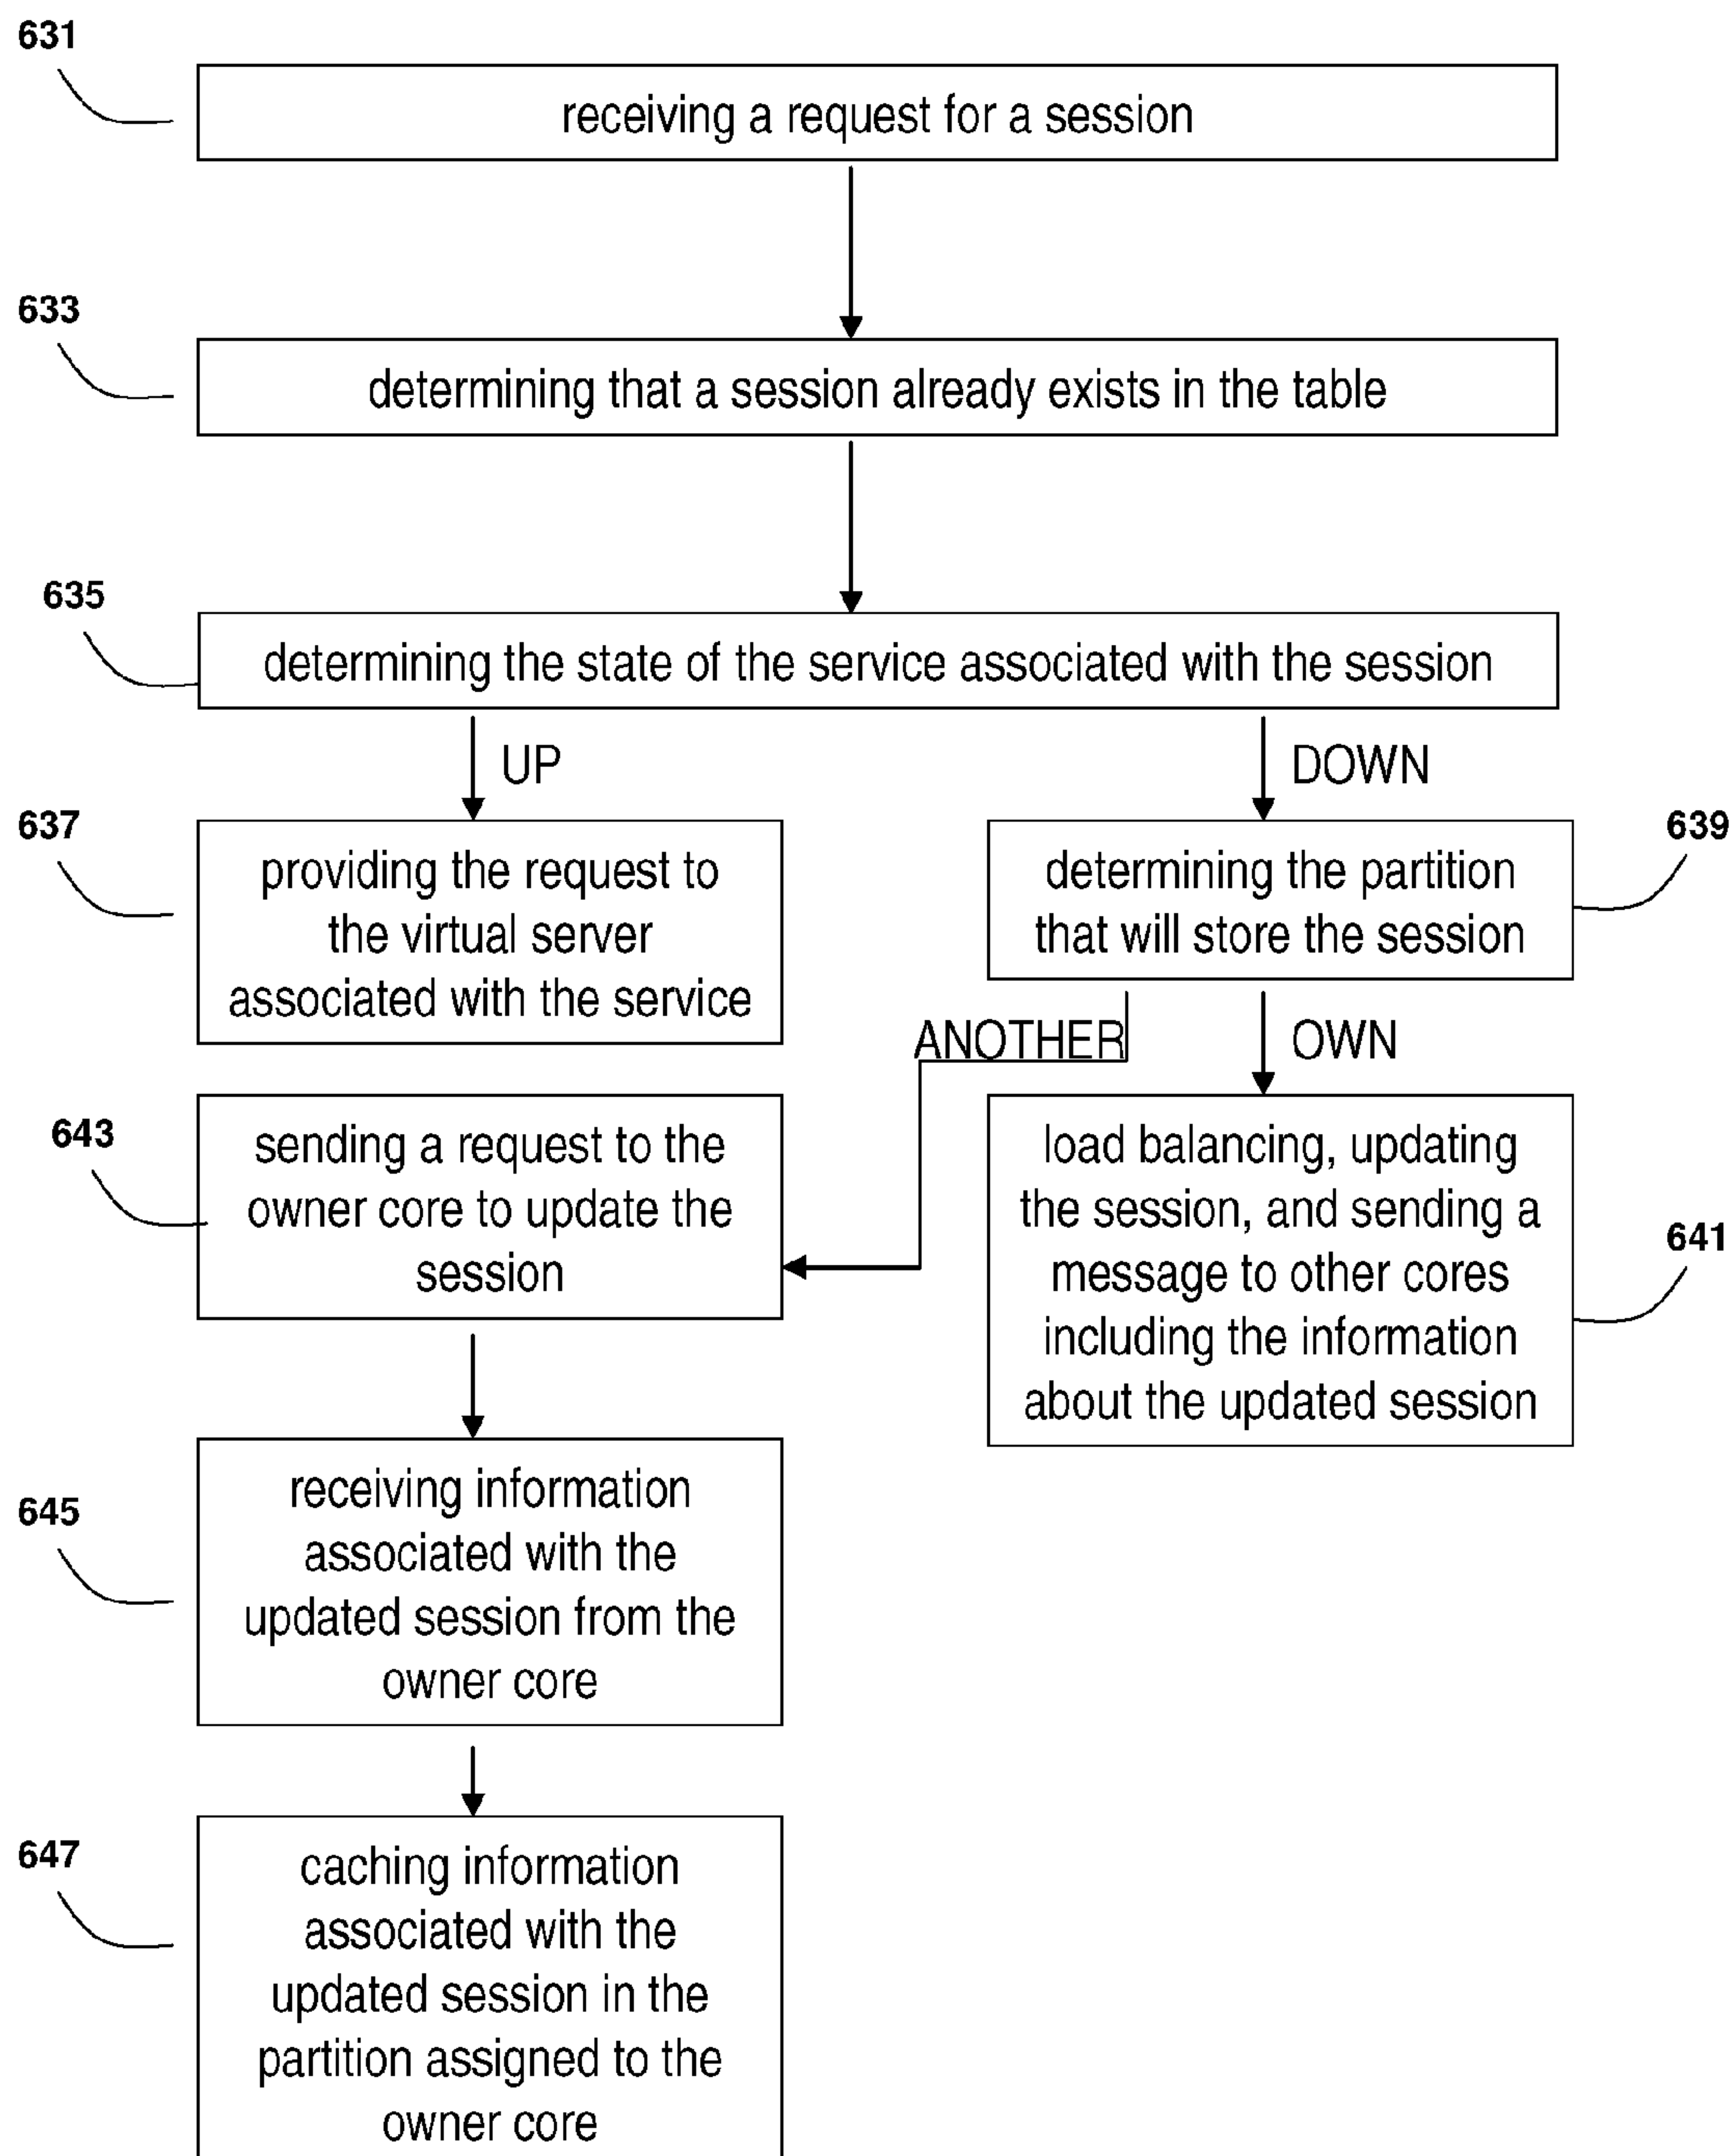 631
receiving a request for a session
633
determining that a session already exists in the table
635
determining the state of the service associated with the session
UP
DOWN
637
providing the request to
the virtual server
associated with the service
639
determining the partition
that will store the session
ANOTHER
OWN
643
sending a request to the
owner core to update the
session
641
load balancing, updating
the session, and sending a
message to other cores
including the information
about the updated session
645
receiving information
associated with the
updated session from the
owner core
647
caching information
associated with the
updated session in the
partition assigned to the
owner core